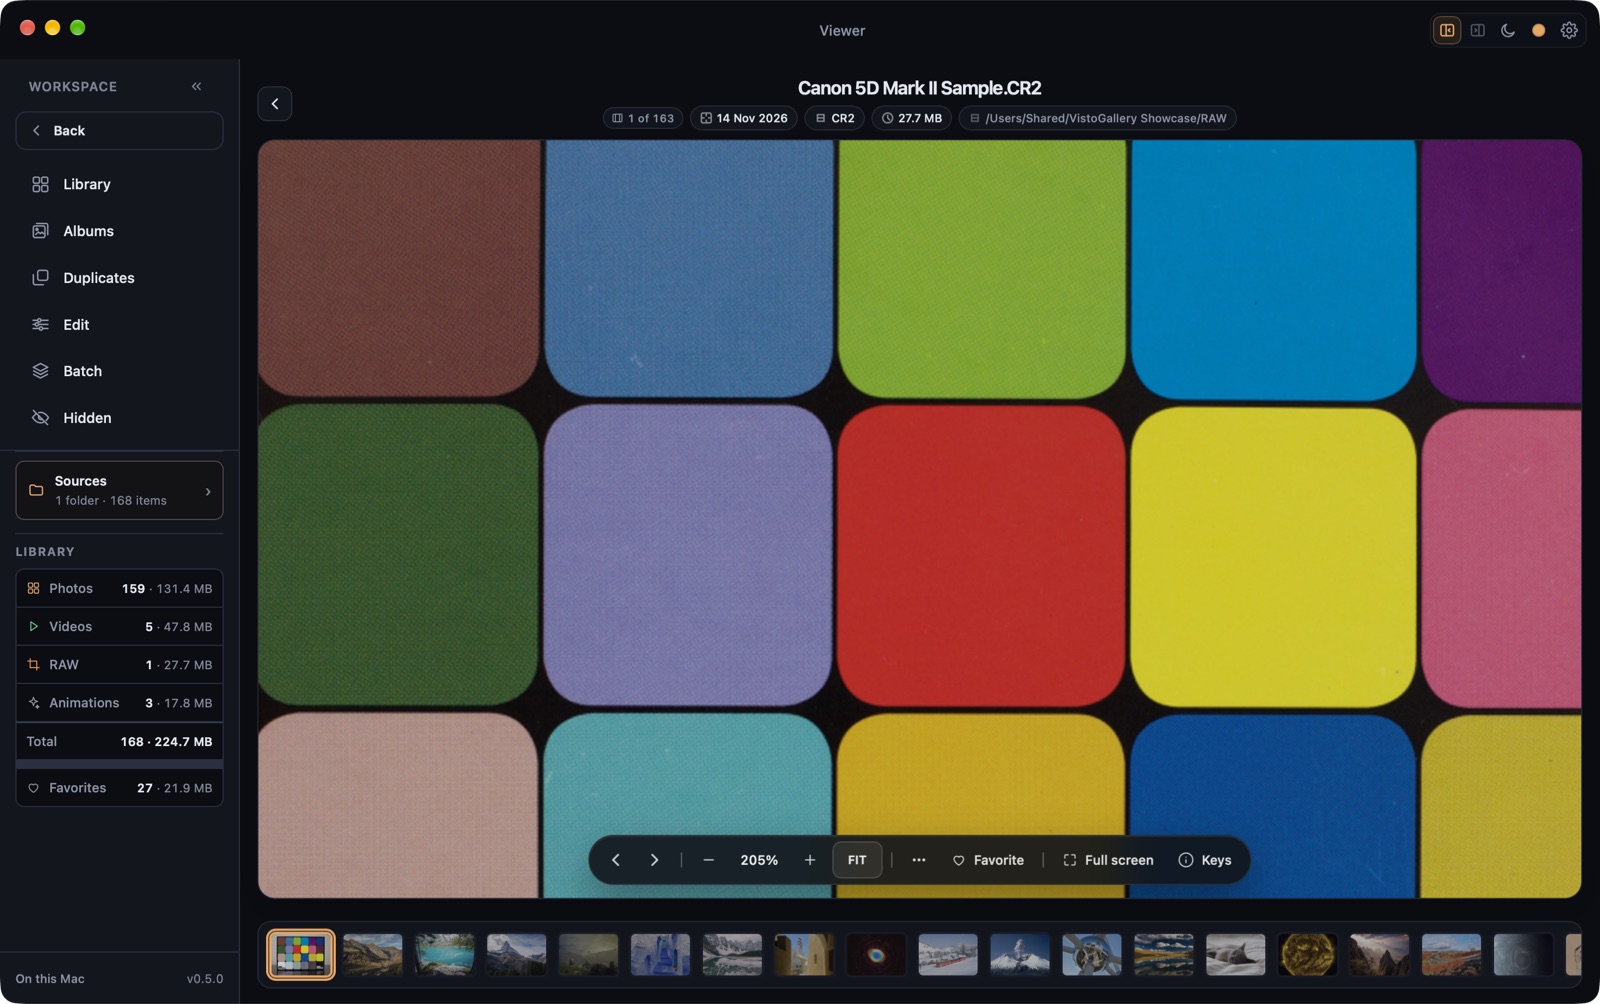 Viewer
WORKSPACE
Back
Library
Albums
Duplicates
Edit
Batch
Hidden
Sources
1 folder · 168 items
LIBRARY
Photos 159 · 131.4 MB
Videos 5 · 47.8 MB
RAW 1 · 27.7 MB
Animations 3 · 17.8 MB
Total 168 · 224.7 MB
Favorites 27 · 21.9 MB
On this Mac v0.5.0
Canon 5D Mark II Sample.CR2
1 of 163 14 Nov 2026 CR2 27.7 MB /Users/Shared/VistoGallery Showcase/RAW
205% FIT Favorite Full screen Keys